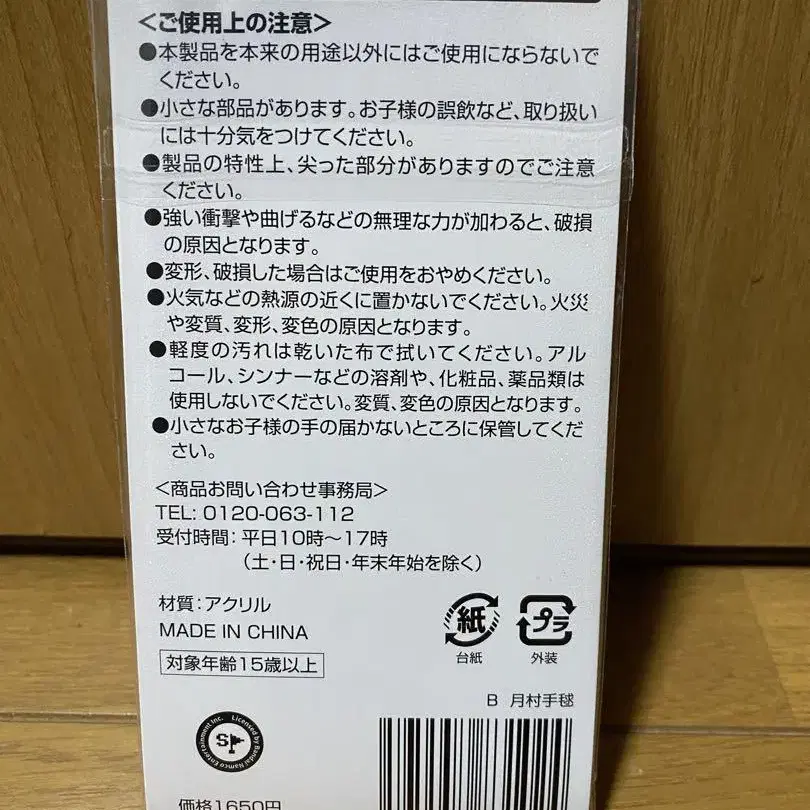 <ご使用上の注意>
●本製品を本来の用途以外にはご使用にならないで
ください。
●小さな部品があります。お子様の誤飲など、取り扱い
には十分気をつけてください。
●製品の特性上、尖った部分がありますのでご注意
ください。
●強い衝撃や曲げるなどの無理な力が加わると、破損
の原因となります。
●変形、破損した場合はご使用をおやめください。
●火気などの熱源の近くに置かないでください。火災
や変質、変形、変色の原因となります。
●軽度の汚れは乾いた布で拭いてください。アル
コール、シンナーなどの溶剤や、化粧品、薬品類は
使用しないでください。変質、変色の原因となります。
●小さなお子様の手の届かないところに保管してくだ
さい。
<商品お問い合わせ事務局>
TEL: 0120-063-112
受付時間：平日10時～17時
（土・日・祝日・年末年始を除く）
材質：アクリル
MADE IN CHINA
対象年齢15歳以上
紙
台紙
プラ
外装
B 月村手毬
Licensed by Bandai Namco Entertainment Inc.
S
価格1650円